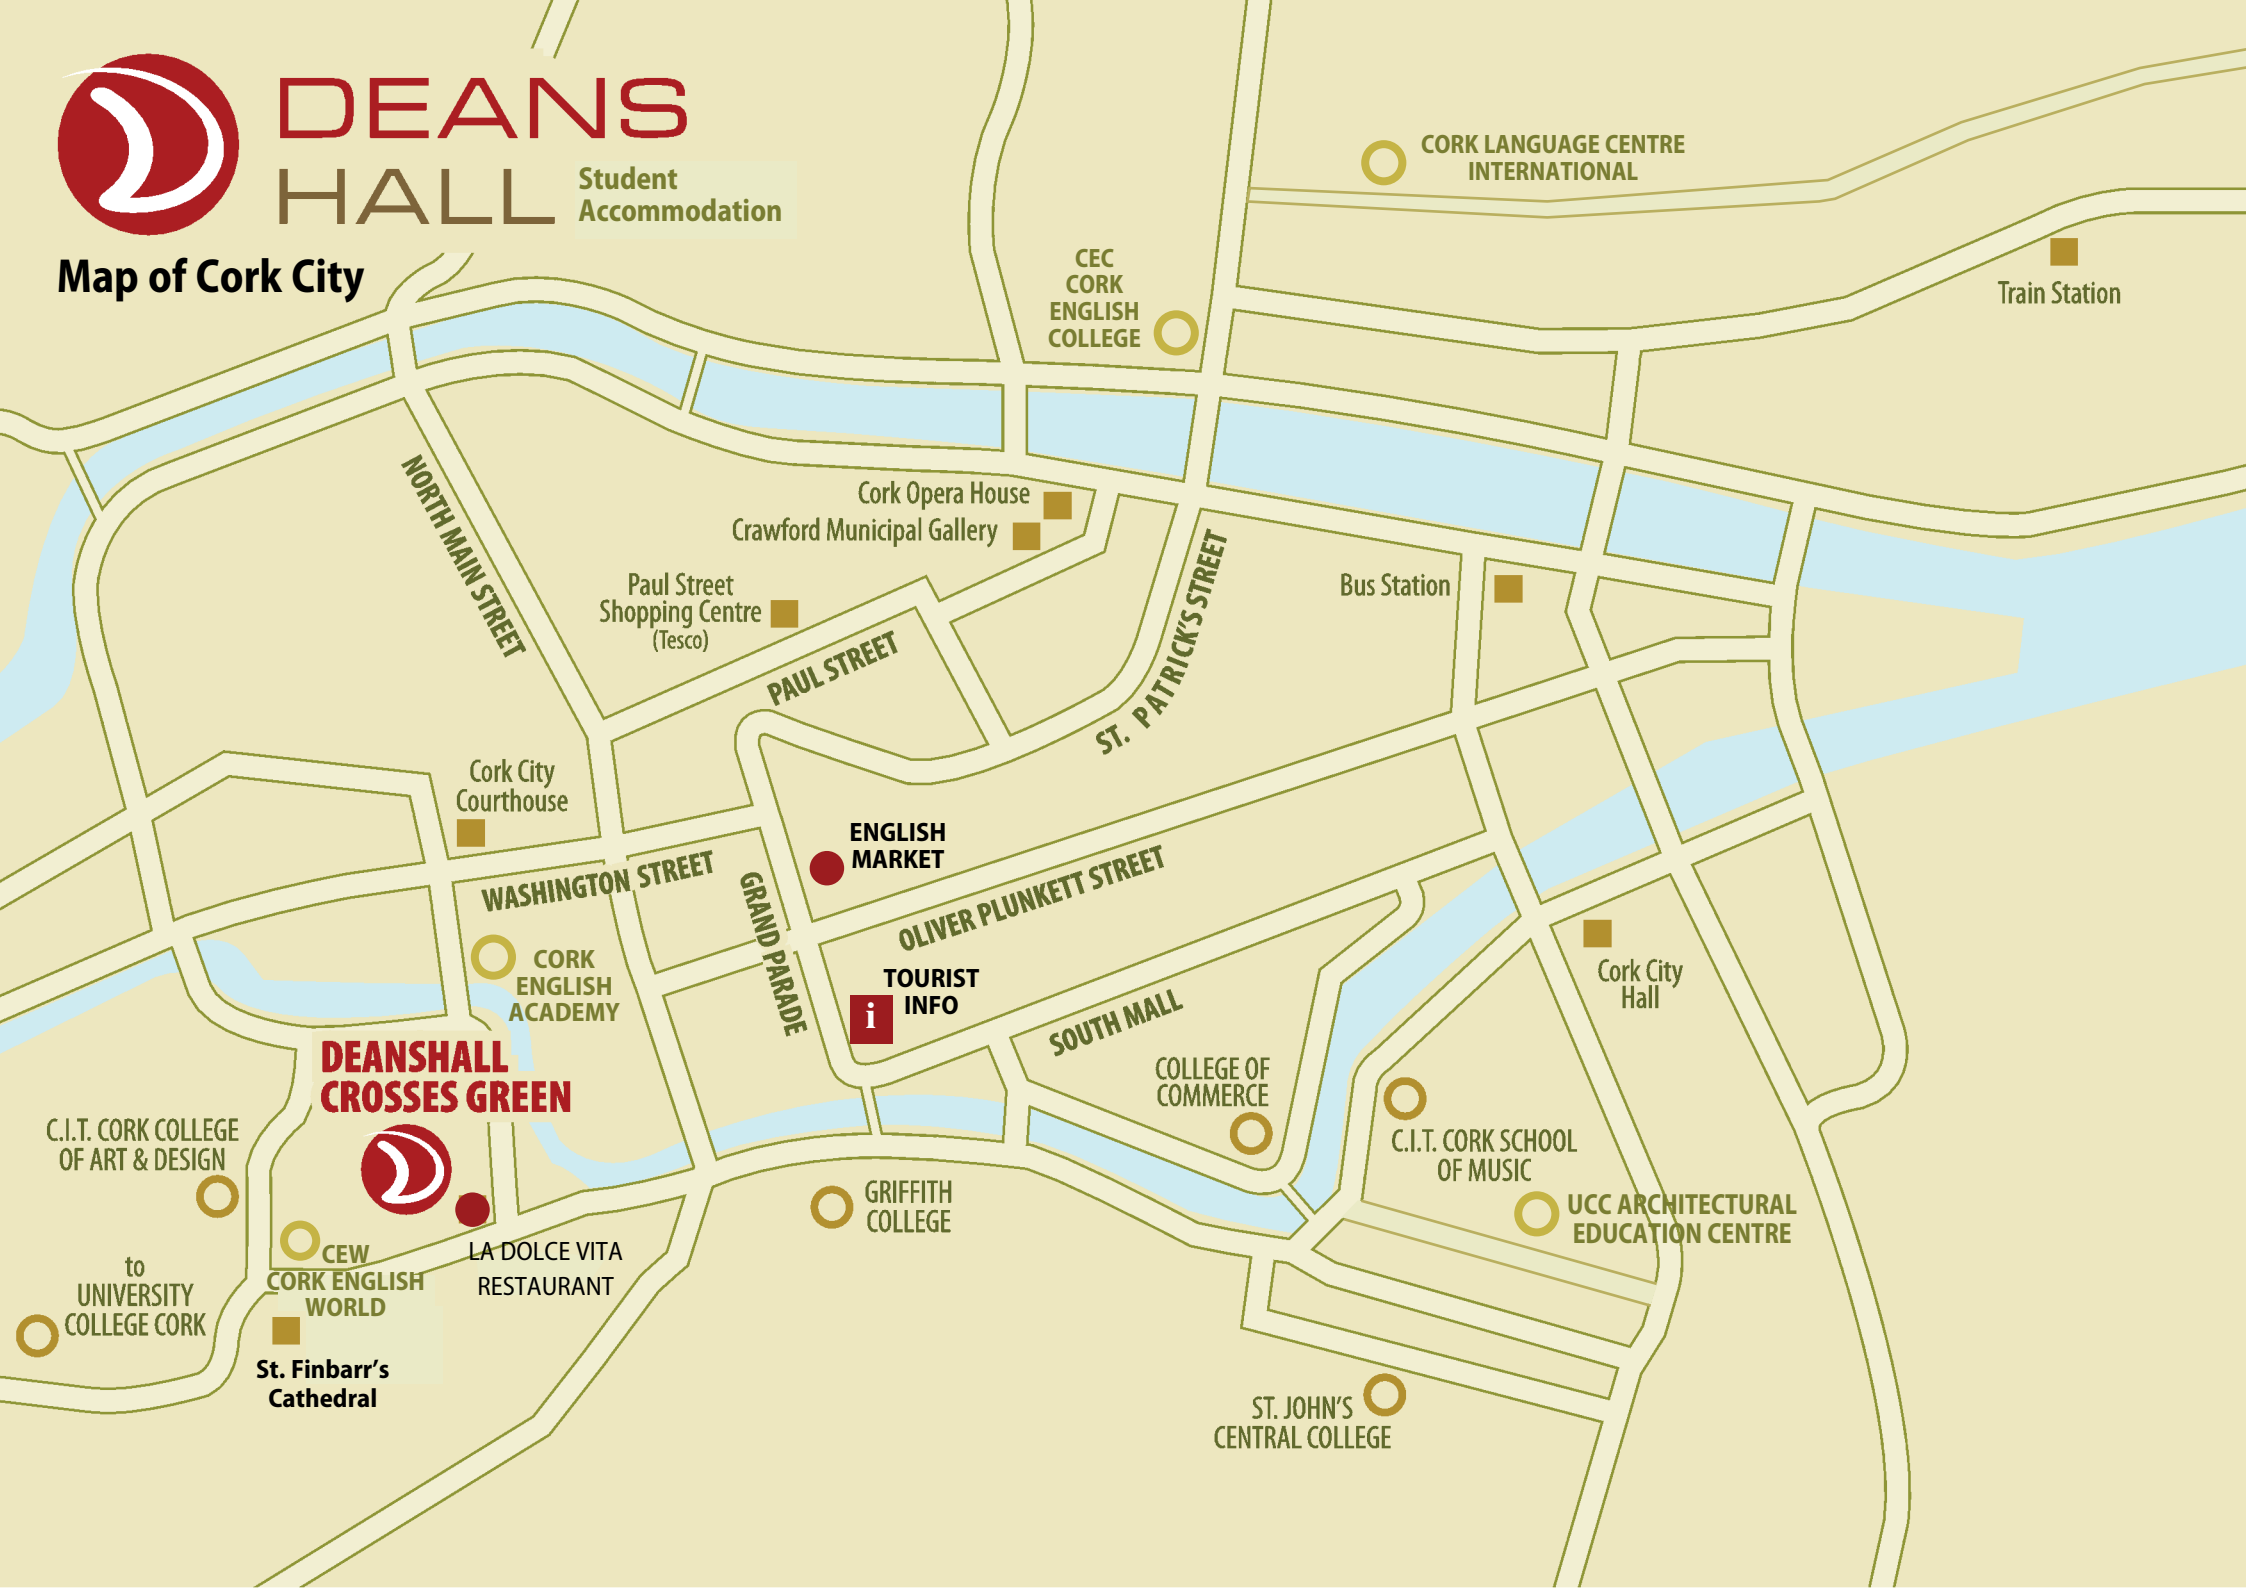 DEANS
HALL
Student
Accommodation
Map of Cork City
CORK LANGUAGE CENTRE
INTERNATIONAL
CEC
CORK
ENGLISH
COLLEGE
Train Station
NORTH MAIN STREET
Cork Opera House
Crawford Municipal Gallery
Paul Street
Shopping Centre
(Tesco)
PAUL STREET
ST. PATRICK'S STREET
Bus Station
Cork City
Courthouse
WASHINGTON STREET
ENGLISH
MARKET
GRAND PARADE
OLIVER PLUNKETT STREET
CORK
ENGLISH
ACADEMY
TOURIST
INFO
i
SOUTH MALL
Cork City
Hall
DEANSHALL
CROSSES GREEN
COLLEGE OF
COMMERCE
C.I.T. CORK COLLEGE
OF ART & DESIGN
C.I.T. CORK SCHOOL
OF MUSIC
GRIFFITH
COLLEGE
UCC ARCHITECTURAL
EDUCATION CENTRE
LA DOLCE VITA
RESTAURANT
CEW
CORK ENGLISH
WORLD
to
UNIVERSITY
COLLEGE CORK
St. Finbarr's
Cathedral
ST. JOHN'S
CENTRAL COLLEGE